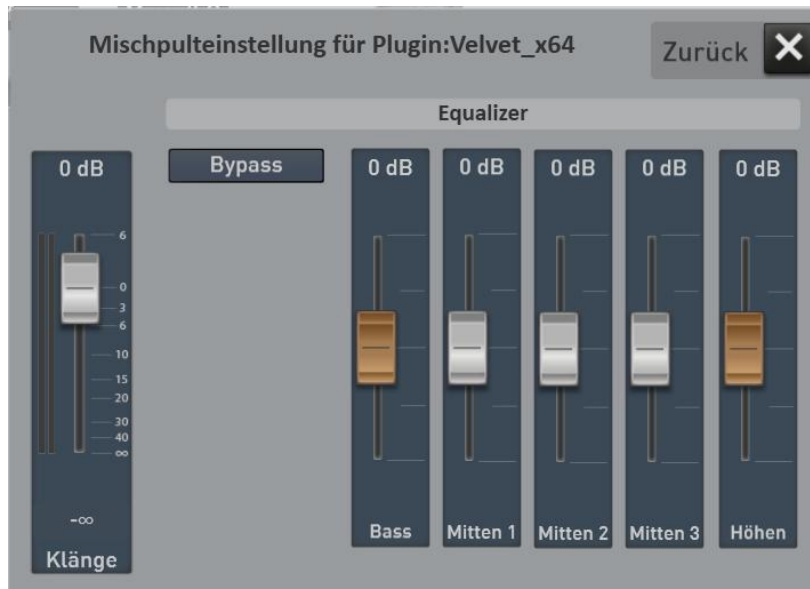 Mischpulteinstellung für Plugin:Velvet_x64
Zurück
Equalizer
Bypass
0 dB
0 dB
0 dB
0 dB
0 dB
0 dB
6
0
3
6
10
15
20
30
40
∞
-∞
Klänge
Bass
Mitten 1
Mitten 2
Mitten 3
Höhen